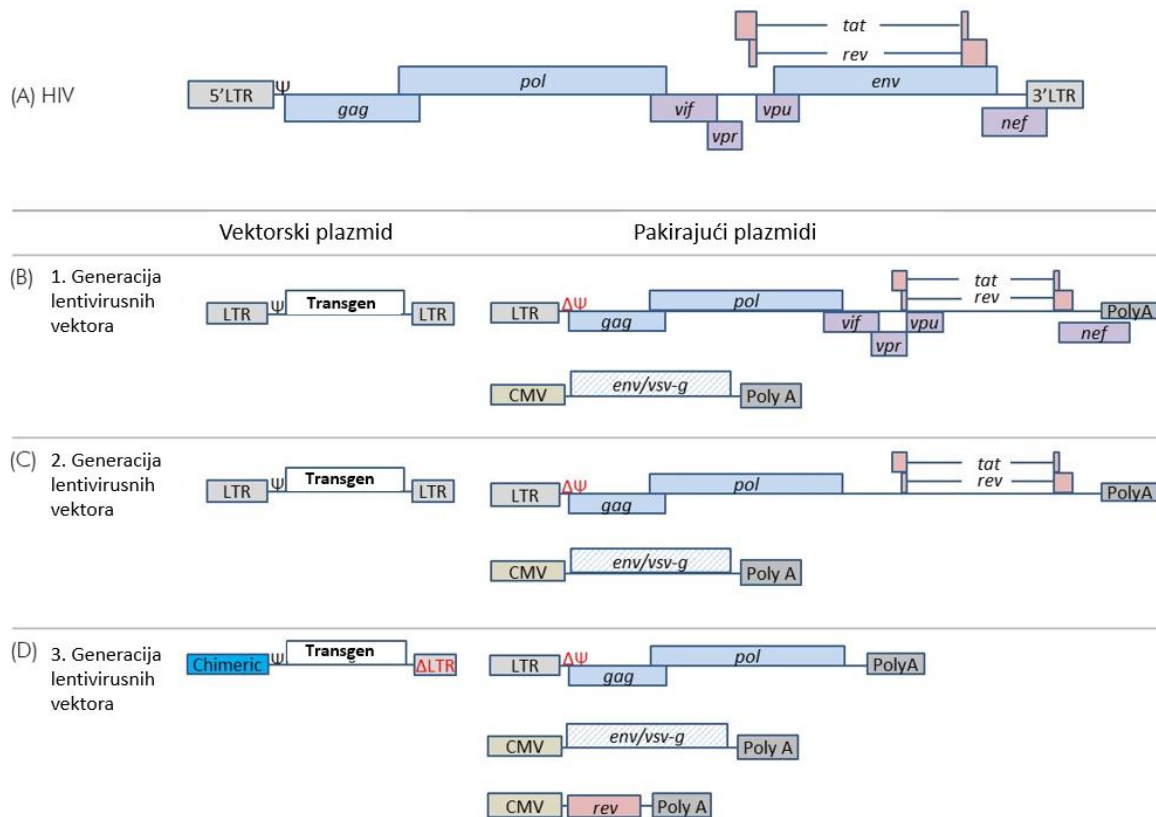 tat
rev
(A) HIV
5'LTR
Ψ
gag
pol
vif
vpr
vpu
env
nef
3'LTR
Vektorski plazmid
Pakirajući plazmidi
(B)
1. Generacija
lentivirusnih
vektora
LTR
Ψ
Transgen
LTR
LTR
ΔΨ
gag
pol
vif
vpr
vpu
tat
rev
nef
PolyA
CMV
env/vsv-g
Poly A
(C)
2. Generacija
lentivirusnih
vektora
LTR
Ψ
Transgen
LTR
LTR
ΔΨ
gag
pol
tat
rev
PolyA
CMV
env/vsv-g
Poly A
(D)
3. Generacija
lentivirusnih
vektora
Chimeric
Ψ
Transgen
ΔLTR
LTR
ΔΨ
gag
pol
PolyA
CMV
env/vsv-g
Poly A
CMV
rev
Poly A